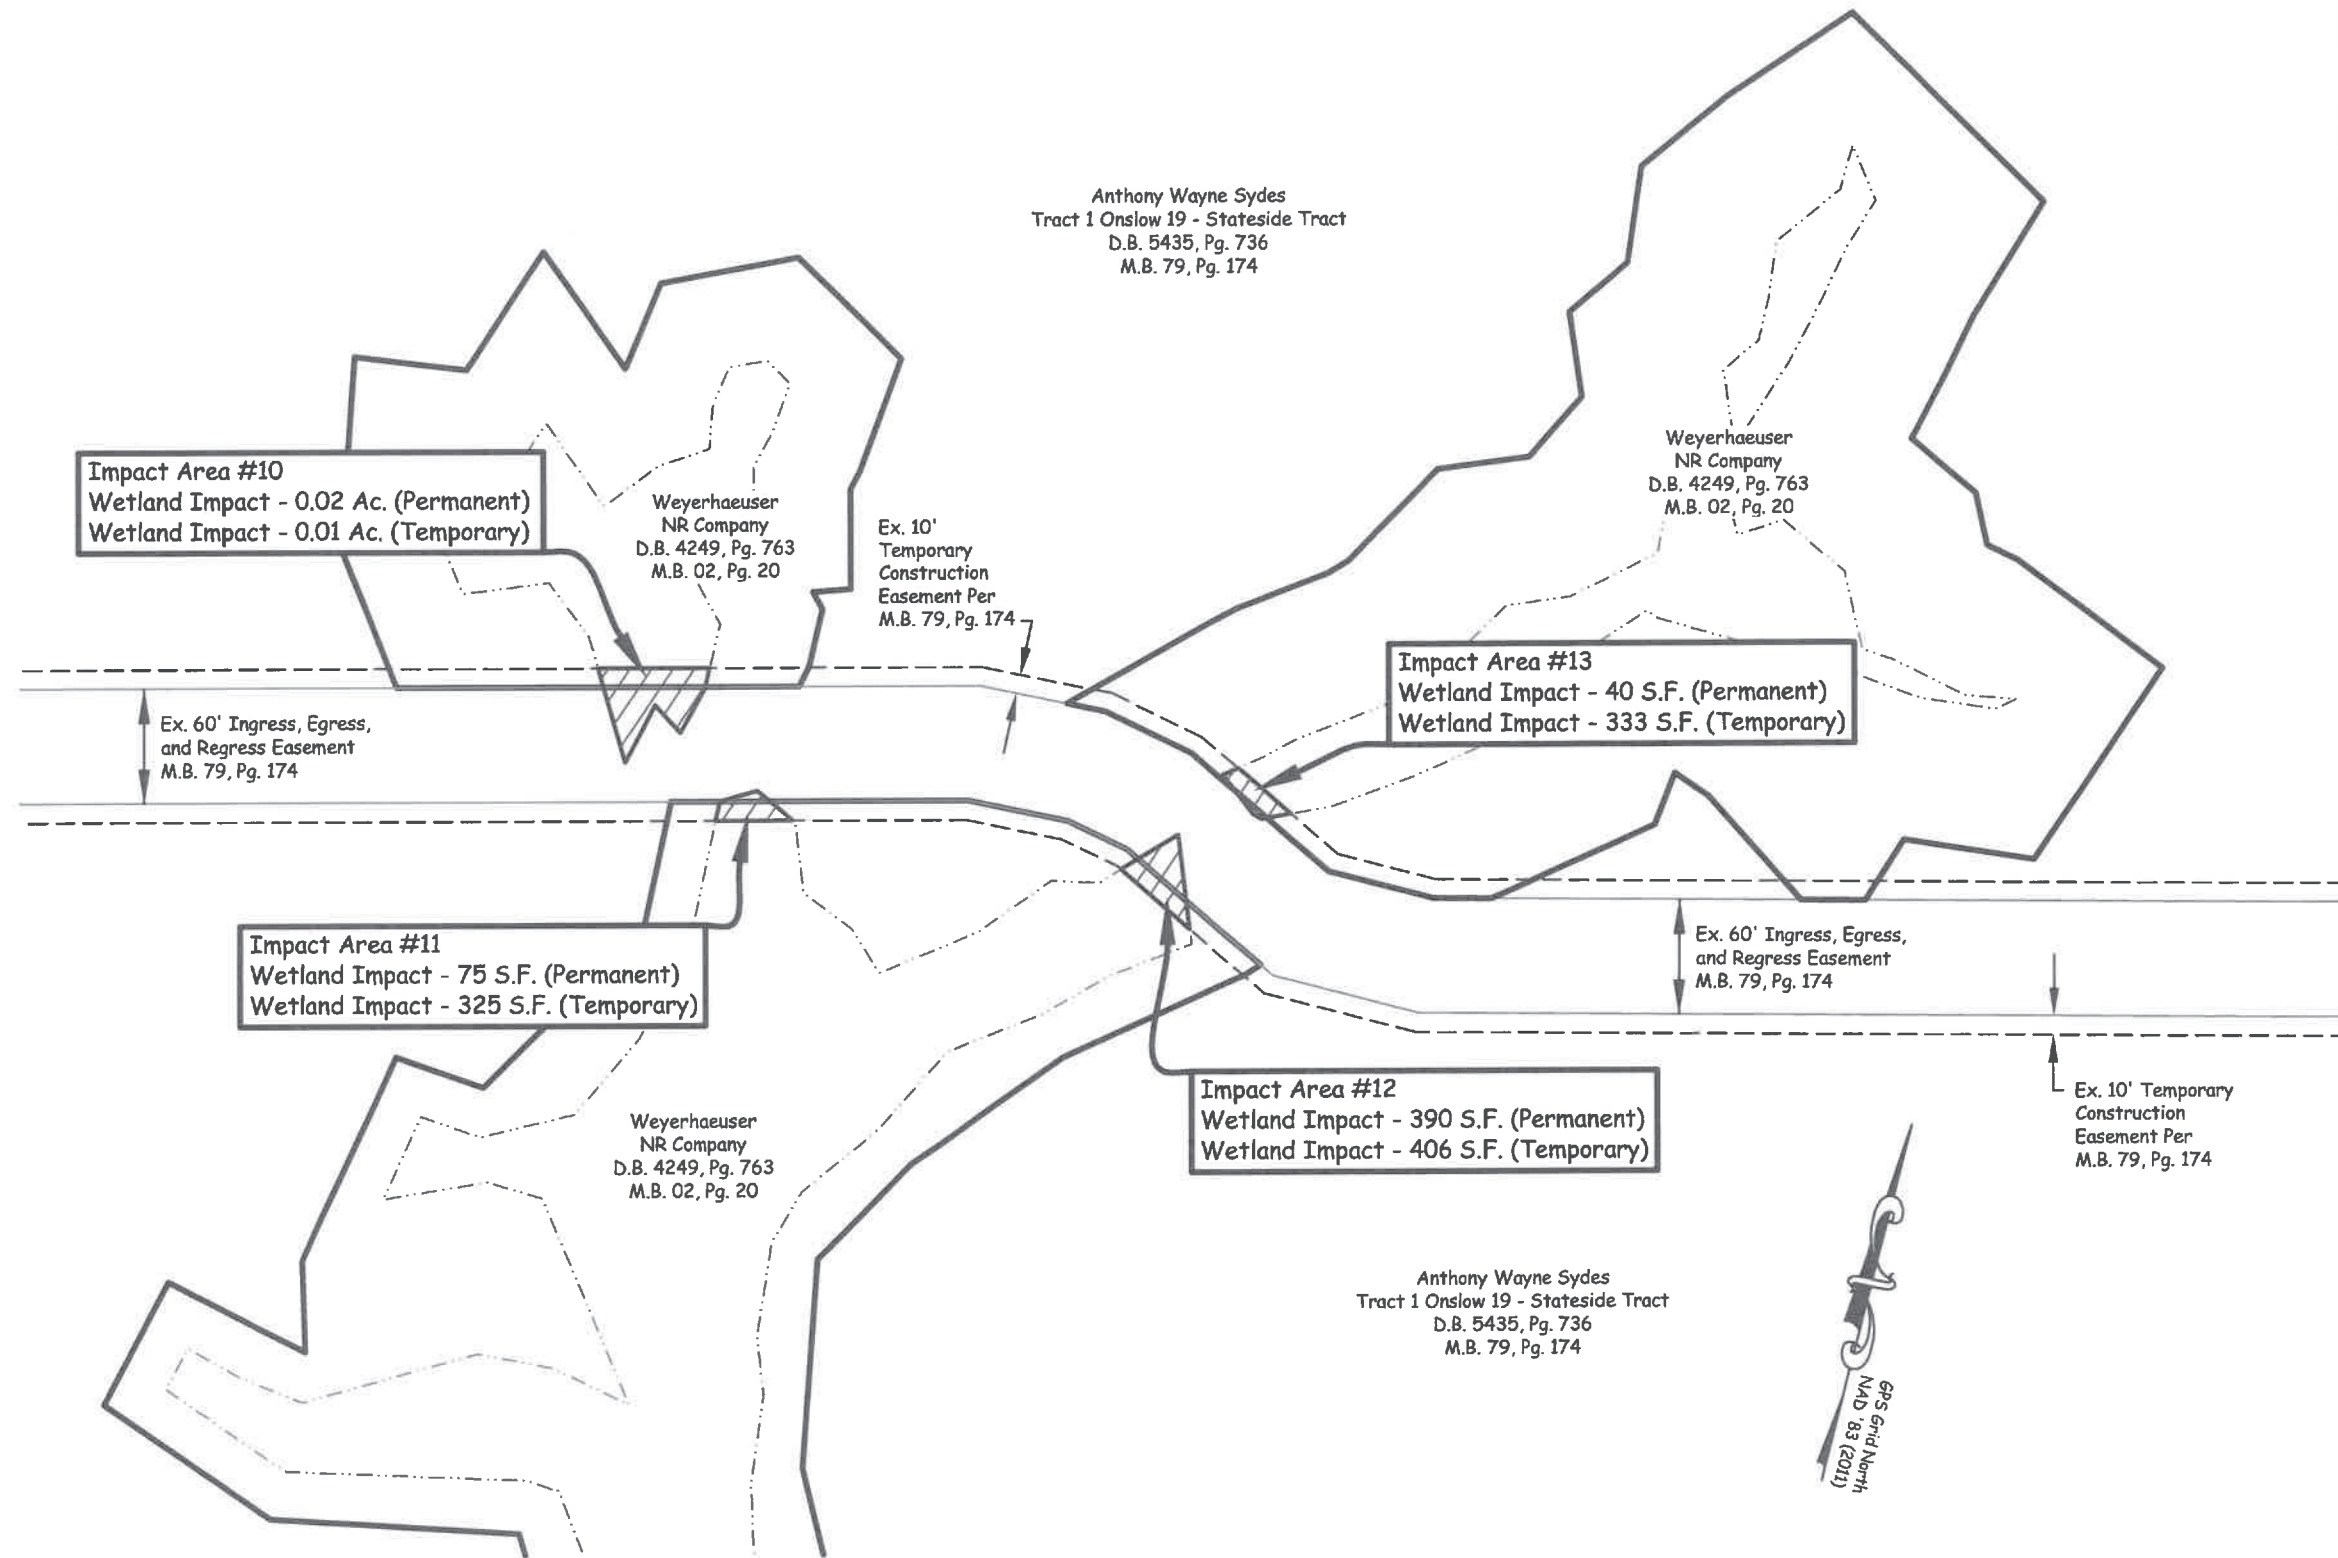 Anthony Wayne Sydes
Tract 1 Onslow 19 - Stateside Tract
D.B. 5435, Pg. 736
M.B. 79, Pg. 174
Impact Area #10
Wetland Impact - 0.02 Ac. (Permanent)
Wetland Impact - 0.01 Ac. (Temporary)
Weyerhaeuser
NR Company
D.B. 4249, Pg. 763
M.B. 02, Pg. 20
Ex. 10'
Temporary
Construction
Easement Per
M.B. 79, Pg. 174
Weyerhaeuser
NR Company
D.B. 4249, Pg. 763
M.B. 02, Pg. 20
Impact Area #13
Wetland Impact - 40 S.F. (Permanent)
Wetland Impact - 333 S.F. (Temporary)
Ex. 60' Ingress, Egress,
and Regress Easement
M.B. 79, Pg. 174
Impact Area #11
Wetland Impact - 75 S.F. (Permanent)
Wetland Impact - 325 S.F. (Temporary)
Ex. 60' Ingress, Egress,
and Regress Easement
M.B. 79, Pg. 174
Impact Area #12
Wetland Impact - 390 S.F. (Permanent)
Wetland Impact - 406 S.F. (Temporary)
Ex. 10' Temporary
Construction
Easement Per
M.B. 79, Pg. 174
Weyerhaeuser
NR Company
D.B. 4249, Pg. 763
M.B. 02, Pg. 20
Anthony Wayne Sydes
Tract 1 Onslow 19 - Stateside Tract
D.B. 5435, Pg. 736
M.B. 79, Pg. 174
GPS Grid North
NAD '83 (2011)